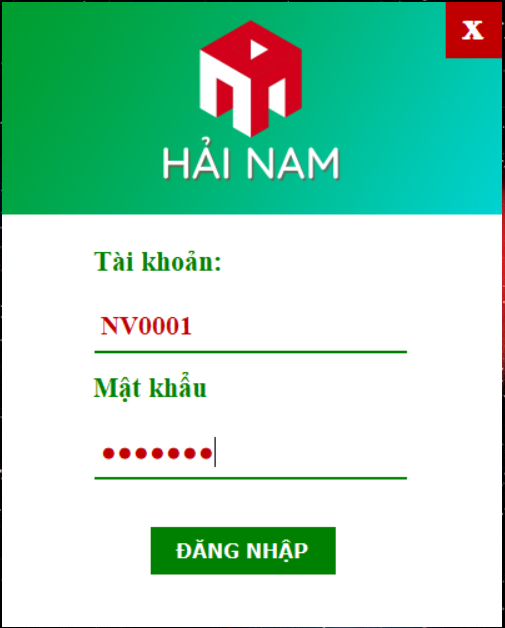 X
HẢI NAM
Tài khoản:
NV0001
Mật khẩu
●●●●●●●
ĐĂNG NHẬP